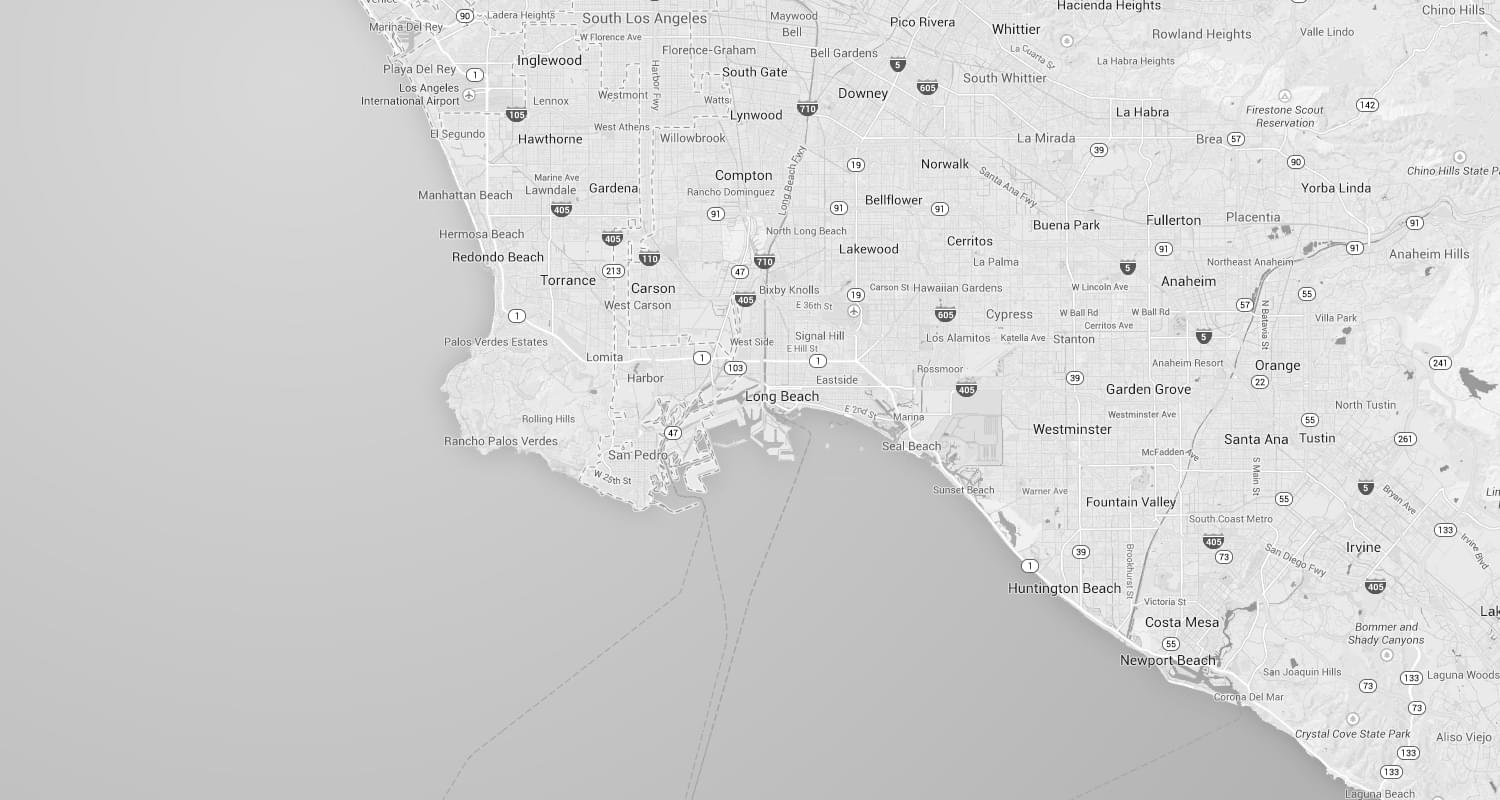 Hacienda Heights
Chino Hills
Venice
90
Ladera Heights
South Los Angeles
Maywood
Pico Rivera
Whittier
Marina Del Rey
W Florence Ave
Bell
Rowland Heights
Valle Lindo
Florence-Graham
Bell Gardens
La Cuarta St
Inglewood
5
La Habra Heights
Playa Del Rey
1
South Gate
South Whittier
Los Angeles
International Airport
Harbor Fwy
605
Downey
Lennox
Westmont
Watts
710
142
Firestone Scout
Reservation
105
Lynwood
La Habra
El Segundo
West Athens
Hawthorne
Willowbrook
La Mirada
Brea
57
39
Long Beach Fwy
19
Norwalk
90
Chino Hills State P
Marine Ave
Compton
Santa Ana Fwy
Manhattan Beach
Lawndale
Gardena
Rancho Dominguez
Yorba Linda
405
91
91
Bellflower
91
Hermosa Beach
405
North Long Beach
Buena Park
Fullerton
Placentia
91
Redondo Beach
110
Lakewood
Cerritos
91
91
Anaheim Hills
213
47
710
La Palma
5
Northeast Anaheim
Torrance
Carson
Bixby Knolls
Carson St
Hawaiian Gardens
W Lincoln Ave
Anaheim
55
West Carson
405
E 36th St
19
57
1
605
Cypress
W Ball Rd
W Ball Rd
N Batavia St
Villa Park
Cerritos Ave
Palos Verdes Estates
West Side
Signal Hill
Los Alamitos
Katella Ave
Stanton
5
E Hill St
Lomita
1
1
Anaheim Resort
Orange
241
103
Rossmoor
Harbor
Eastside
39
22
Long Beach
405
Garden Grove
North Tustin
Rolling Hills
E 2nd St
Marina
Westminster Ave
55
47
Westminster
Rancho Palos Verdes
Seal Beach
Santa Ana
Tustin
261
San Pedro
McFadden Ave
W 25th St
S Main St
Sunset Beach
Warner Ave
5
Bryan Ave
Lin
Fountain Valley
55
South Coast Metro
133
405
Irvine
Irvine Blvd
39
Brookhurst St
73
San Diego Fwy
1
Huntington Beach
405
Victoria St
Lak
Costa Mesa
Bommer and
Shady Canyons
55
Newport Beach
San Joaquin Hills
133
Laguna Woods
73
Corona Del Mar
73
Crystal Cove State Park
Aliso Viejo
133
133
Laguna Beach